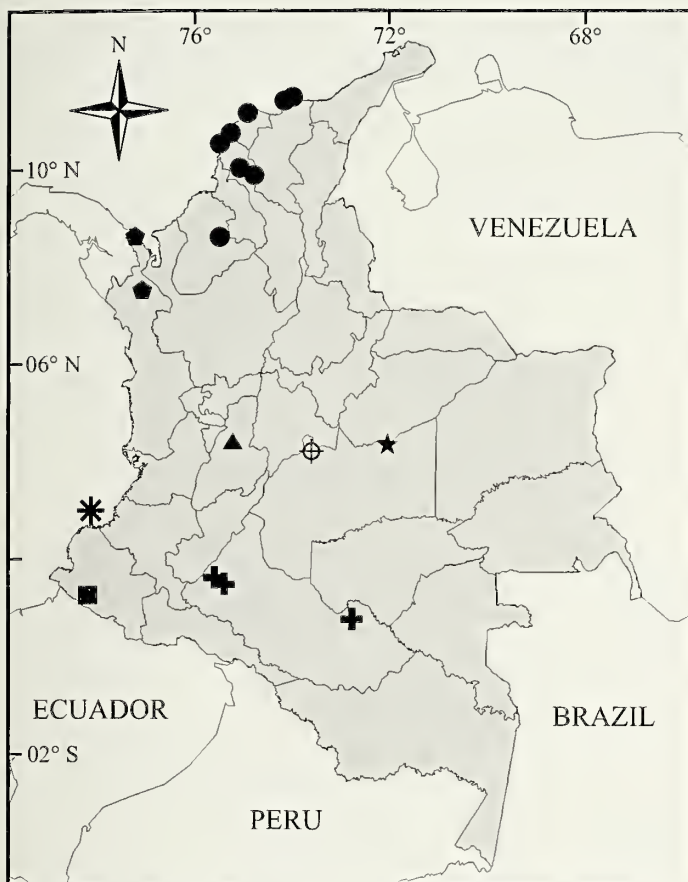 76° 72° 68°
N
10° N
VENEZUELA
06° N
ECUADOR
BRAZIL
02° S
PERU